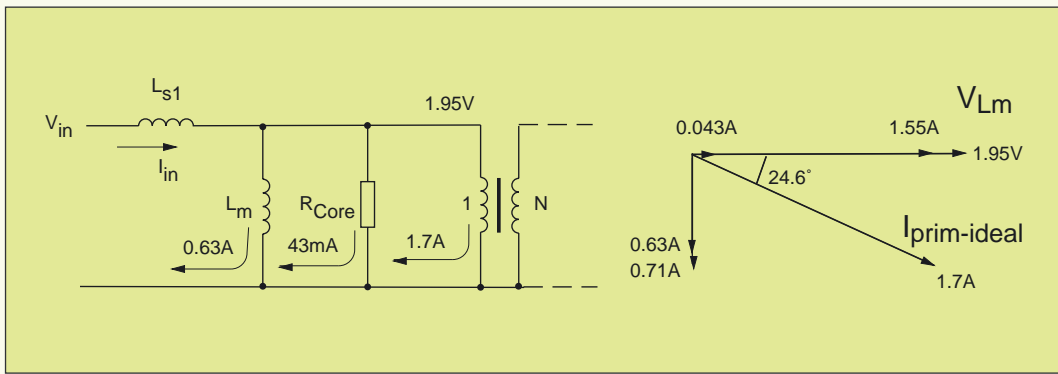 Ls1
Vin
Iin
1.95V
Lm
RCore
1
N
0.63A
43mA
1.7A
VLm
0.043A
1.55A
1.95V
24.6°
Iprim-ideal
0.63A
0.71A
1.7A